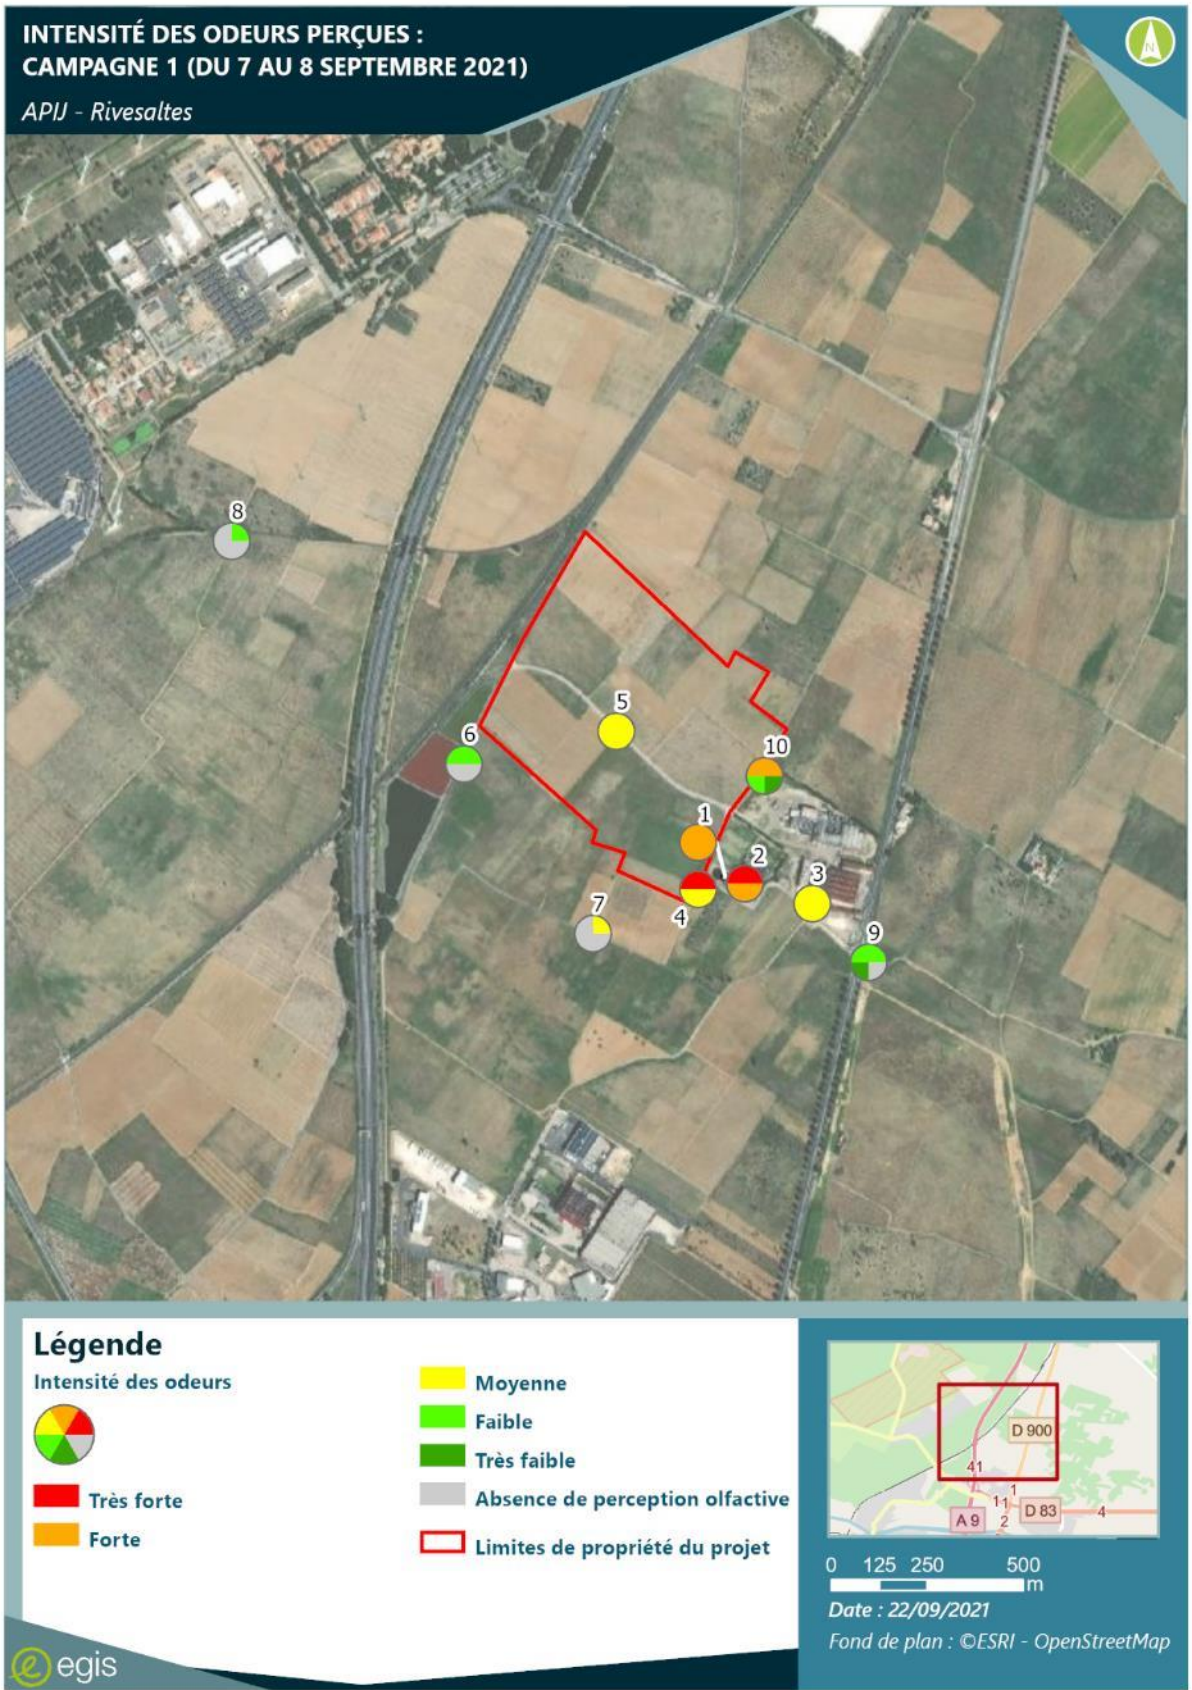 INTENSITÉ DES ODEURS PERÇUES :
CAMPAGNE 1 (DU 7 AU 8 SEPTEMBRE 2021)
APIJ - Rivesaltes
N
8
5
6
10
1
2
3
4
7
9
Légende
Intensité des odeurs
Très forte
Forte
Moyenne
Faible
Très faible
Absence de perception olfactive
Limites de propriété du projet
D 900
41
1
11
D 83
4
A 9
2
0 125 250 500
m
Date : 22/09/2021
Fond de plan : ©ESRI - OpenStreetMap
e egis